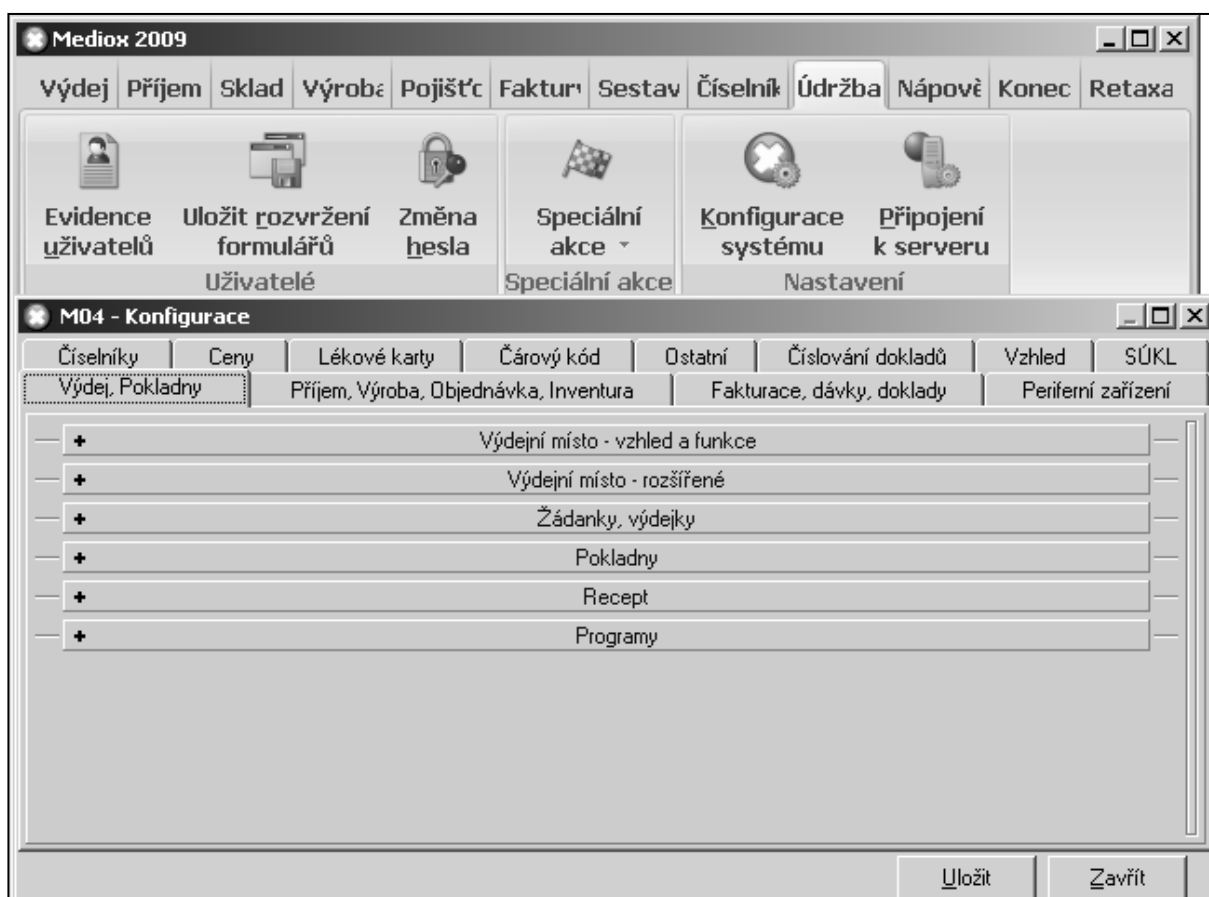 Mediox 2009
Výdej Příjem Sklad Výroba Pojišťc Faktur Sestav Číselník Údržba Nápově Konec Retaxa
Evidence uživatelů
Uložit rozvržení formulářů
Změna hesla
Speciální akce
Konfigurace systému
Připojení k serveru
Uživatelé Speciální akce Nastavení
M04 - Konfigurace
Číselníky Ceny Lékové karty Čárový kód Ostatní Číslování dokladů Vzhled SÚKL
Výdej, Pokladny Příjem, Výroba, Objednávka, Inventura Fakturace, dávky, doklady Periferní zařízení
Výdejní místo - vzhled a funkce
Výdejní místo - rozšířené
Žádanky, výdejky
Pokladny
Recept
Programy
Uložit Zavřít